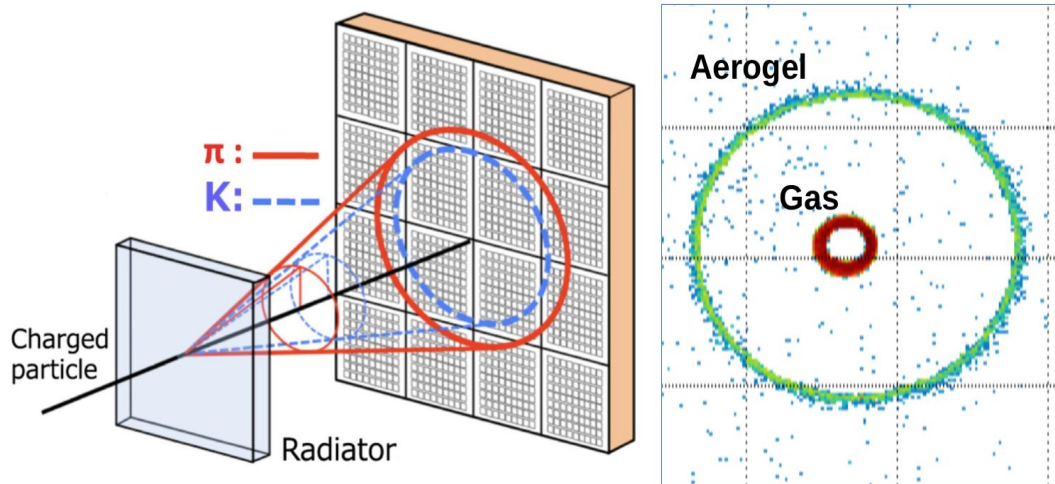 π :
K:
Charged
particle
Radiator
Aerogel
Gas